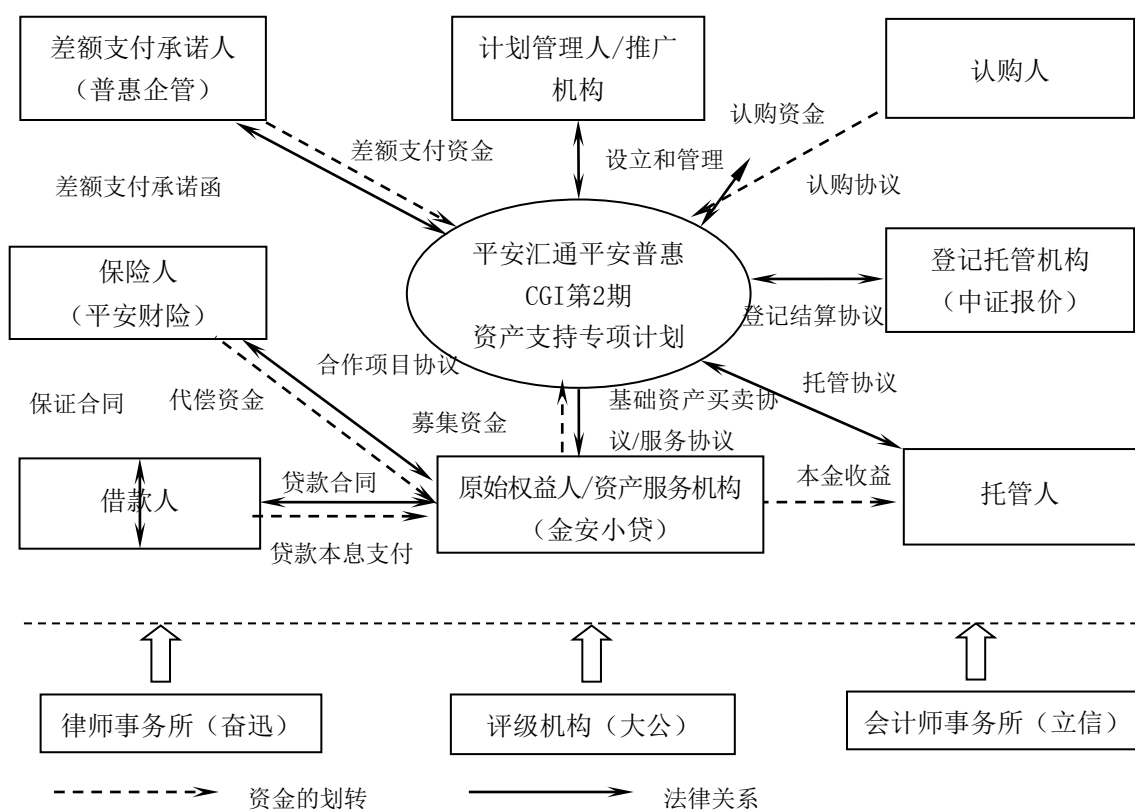 差额支付承诺人
（普惠企管）
计划管理人/推广
机构
认购人
认购资金
差额支付资金
设立和管理
认购协议
差额支付承诺函
保险人
（平安财险）
平安汇通平安普惠
CGI第2期
资产支持专项计划
登记托管机构
（中证报价）
登记结算协议
合作项目协议
托管协议
保证合同
代偿资金
募集资金
基础资产买卖协
议/服务协议
借款人
贷款合同
原始权益人/资产服务机构
（金安小贷）
本金收益
托管人
贷款本息支付
律师事务所（奋迅）
评级机构（大公）
会计师事务所（立信）
资金的划转
法律关系